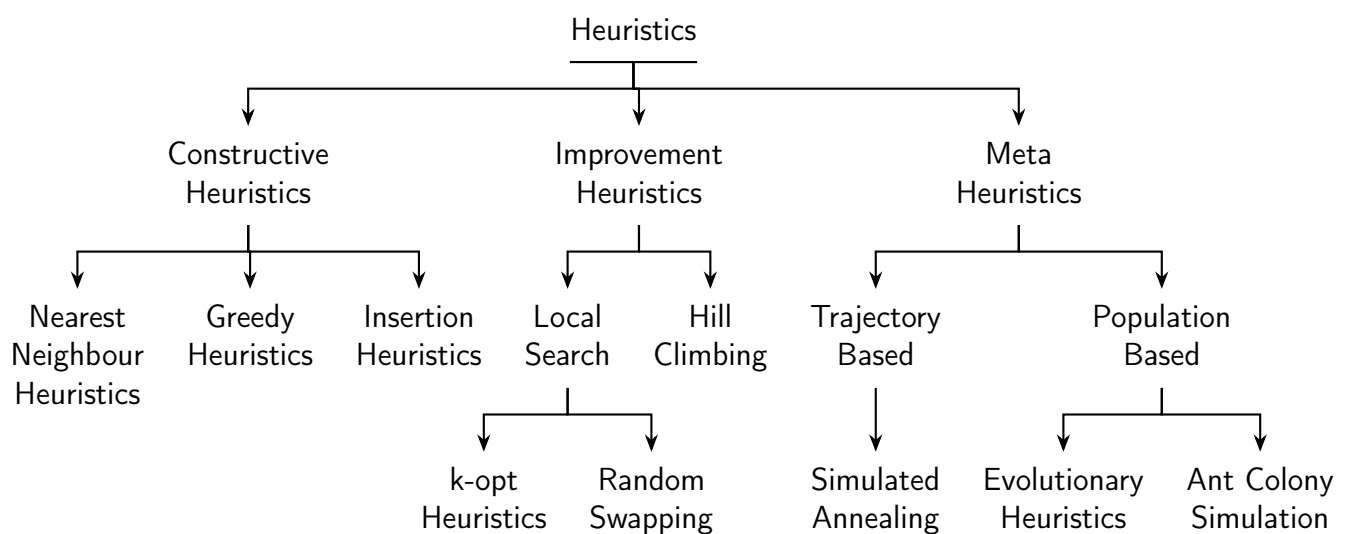 Heuristics
Constructive
Heuristics
Improvement
Heuristics
Meta
Heuristics
Nearest
Neighbour
Heuristics
Greedy
Heuristics
Insertion
Heuristics
Local
Search
Hill
Climbing
Trajectory
Based
Population
Based
k-opt
Heuristics
Random
Swapping
Simulated
Annealing
Evolutionary
Heuristics
Ant Colony
Simulation